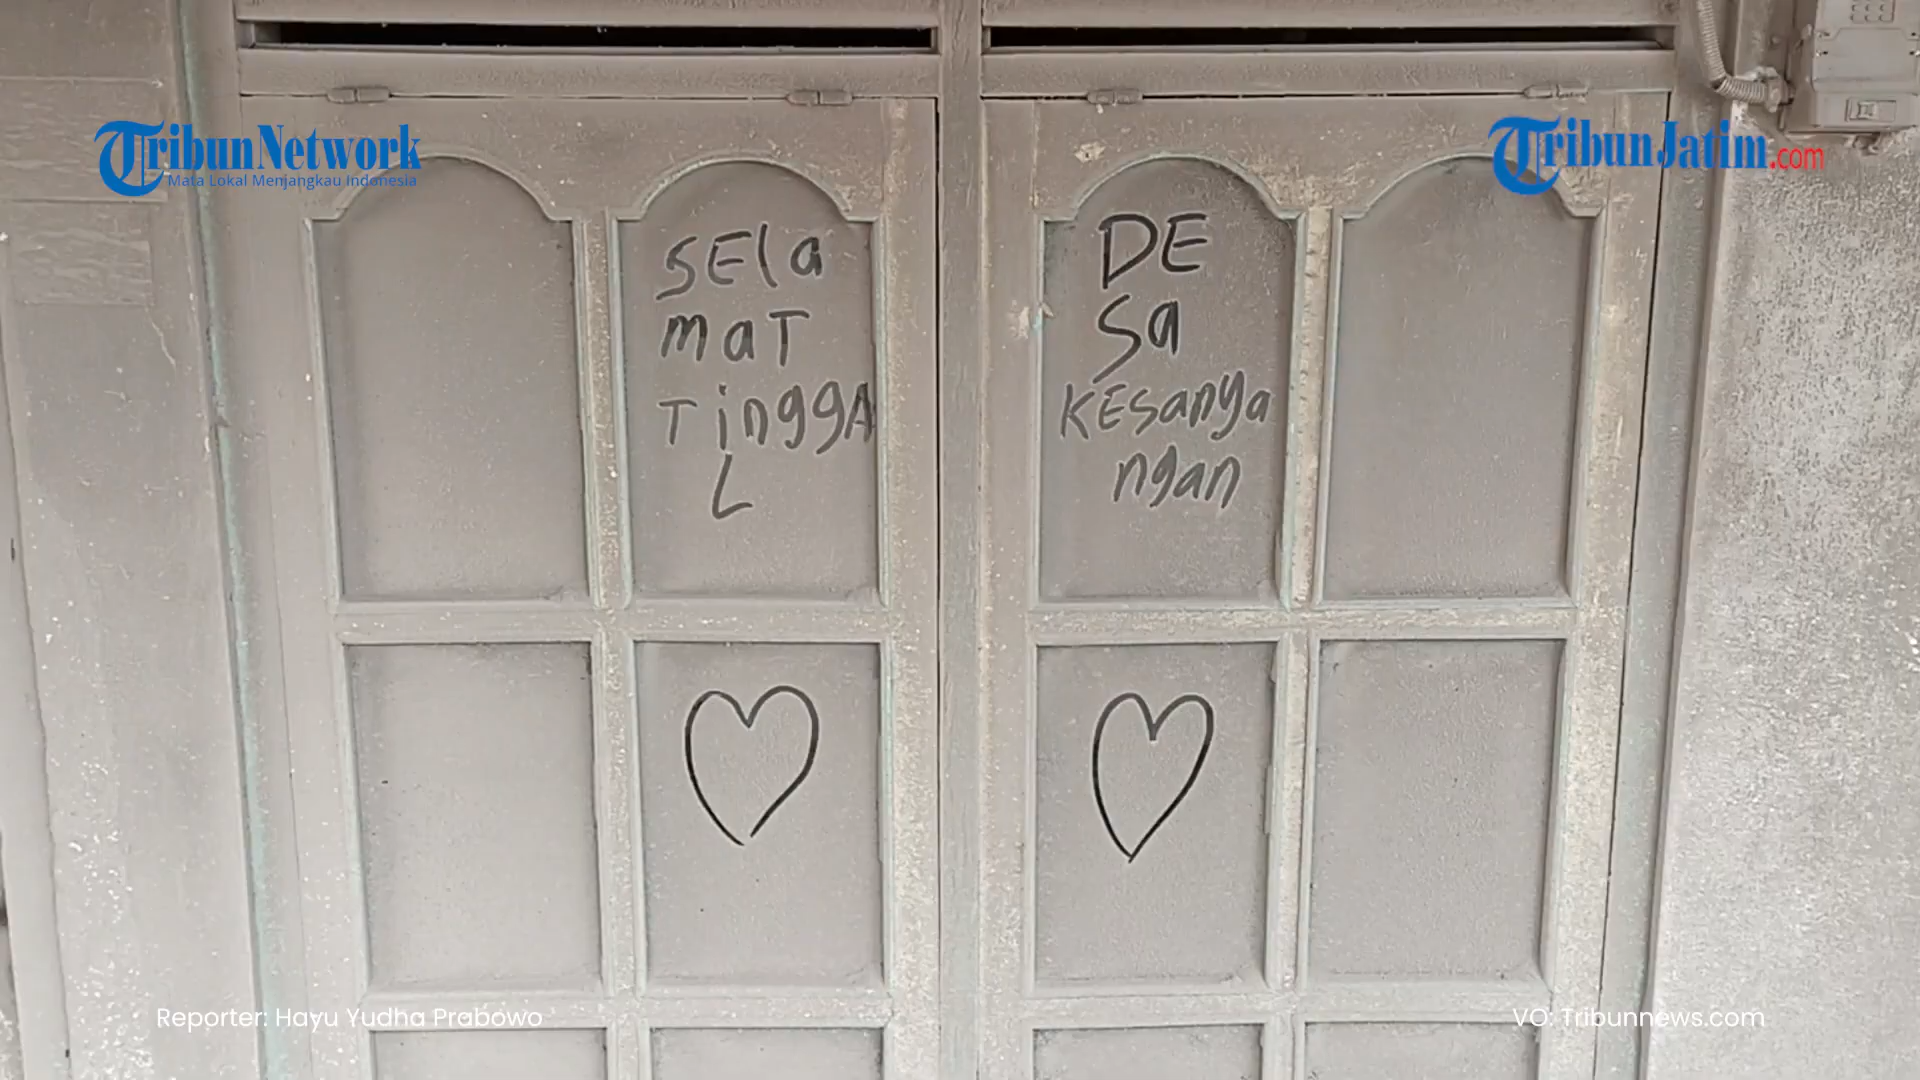 TribunNetwork
Mata Lokal Menjangkau Indonesia
TribunJatim.com
SEla
maT
TinggA
L
DE
Sa
KEsanya
ngan
Reporter: Hayu Yudha Prabowo
VO: Tribunnews.com